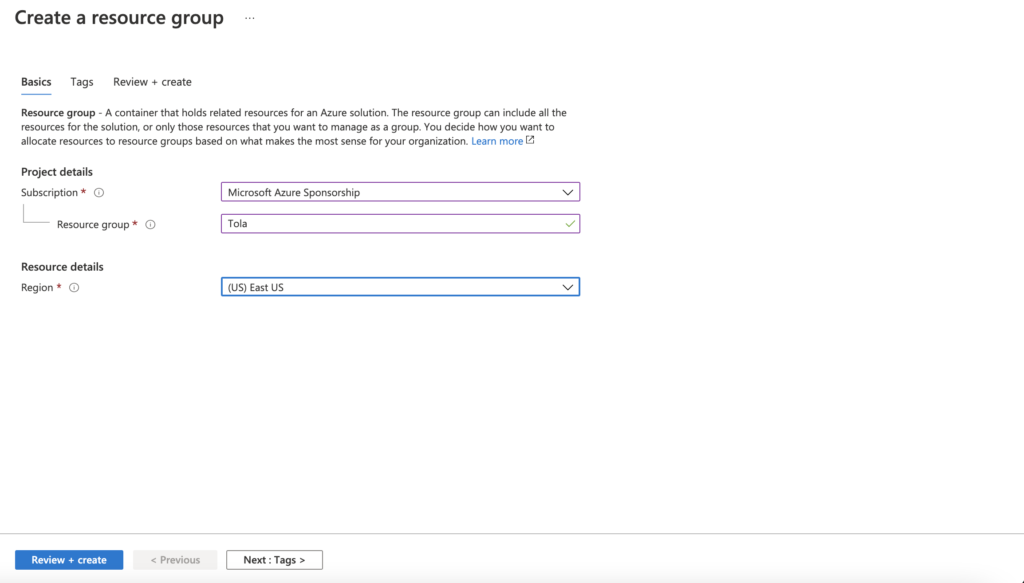 Create a resource group ...
Basics Tags Review + create
Resource group - A container that holds related resources for an Azure solution. The resource group can include all the
resources for the solution, or only those resources that you want to manage as a group. You decide how you want to
allocate resources to resource groups based on what makes the most sense for your organization. Learn more
Project details
Subscription * Microsoft Azure Sponsorship
Resource group * Tola
Resource details
Region * (US) East US
Review + create < Previous Next : Tags >